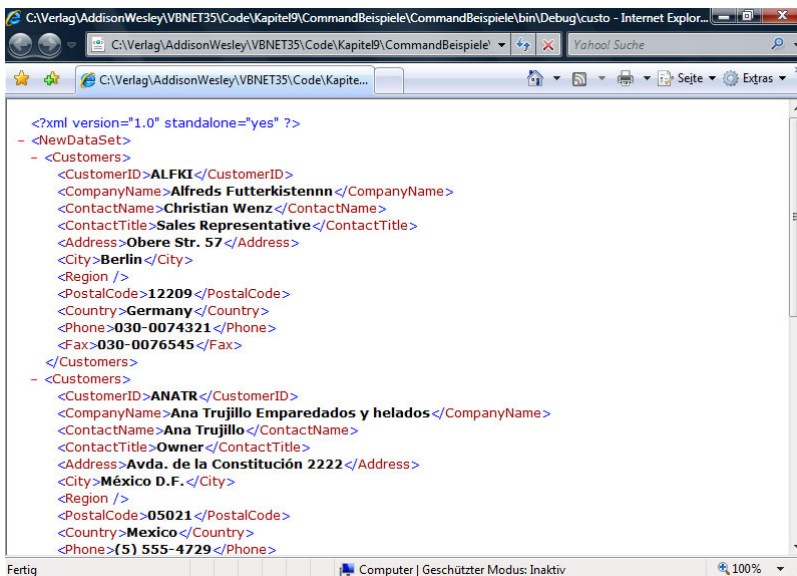 C:\Verlag\AddisonWesley\VBNET35\Code\Kapitel9\CommandBeispiele\CommandBeispiele\bin\Debug\custo - Internet Explor...
C:\Verlag\AddisonWesley\VBNET35\Code\Kapitel9\CommandBeispiele\
Yahoo! Suche
C:\Verlag\AddisonWesley\VBNET35\Code\Kapite...
Seite
Extras
<?xml version="1.0" standalone="yes" ?>
- <NewDataSet>
- <Customers>
<CustomerID>ALFKI</CustomerID>
<CompanyName>Alfreds Futterkistennn</CompanyName>
<ContactName>Christian Wenz</ContactName>
<ContactTitle>Sales Representative</ContactTitle>
<Address>Obere Str. 57</Address>
<City>Berlin</City>
<Region />
<PostalCode>12209</PostalCode>
<Country>Germany</Country>
<Phone>030-0074321</Phone>
<Fax>030-0076545</Fax>
</Customers>
- <Customers>
<CustomerID>ANATR</CustomerID>
<CompanyName>Ana Trujillo Emparedados y helados</CompanyName>
<ContactName>Ana Trujillo</ContactName>
<ContactTitle>Owner</ContactTitle>
<Address>Avda. de la Constitución 2222</Address>
<City>México D.F.</City>
<Region />
<PostalCode>05021</PostalCode>
<Country>Mexico</Country>
<Phone>(5) 555-4729</Phone>
Fertig
Computer | Geschützter Modus: Inaktiv
100%